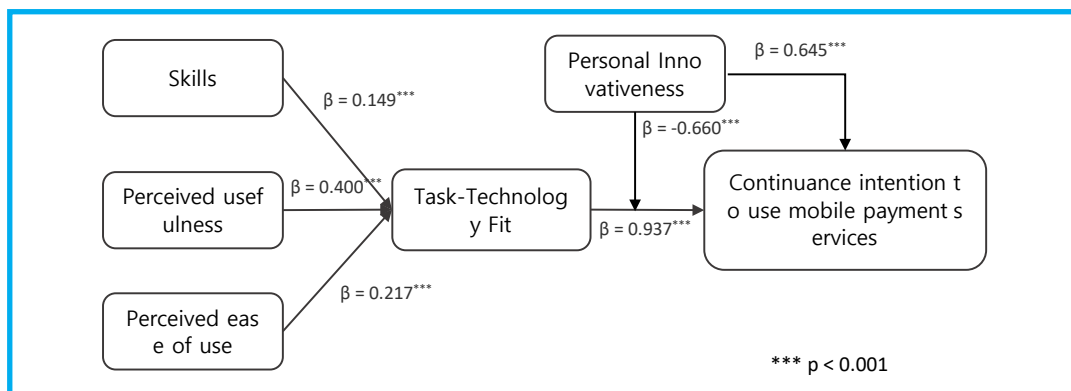 Skills
β = 0.149***
Perceived usef
ulness
β = 0.400***
Perceived eas
e of use
β = 0.217***
Task-Technolog
y Fit
Personal Inno
vativeness
β = 0.645***
β = -0.660***
β = 0.937***
Continuance intention t
o use mobile payment s
ervices
*** p < 0.001